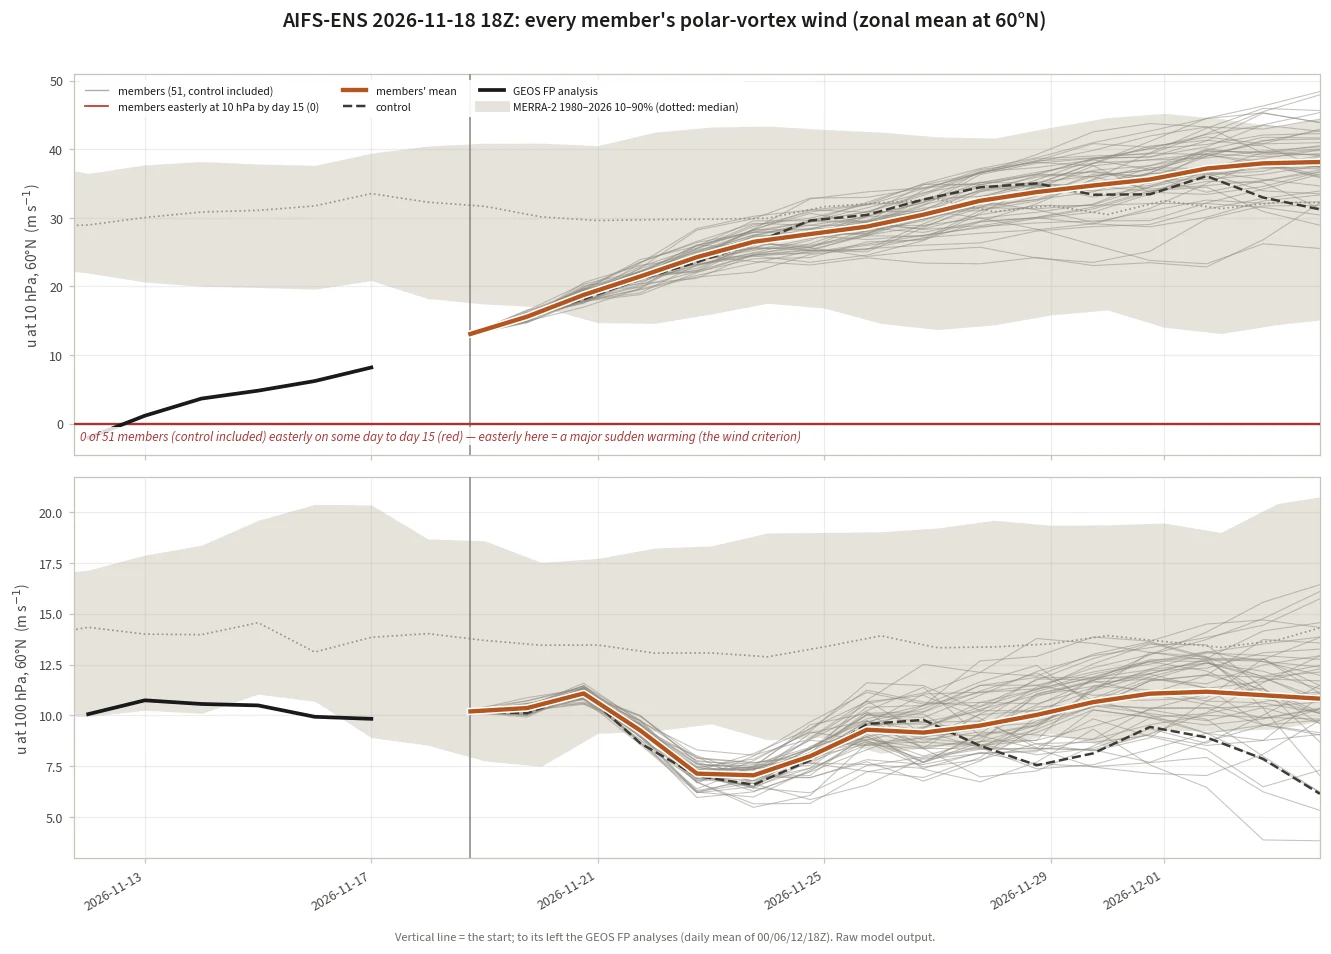 AIFS-ENS 2026-11-18 18Z: every member's polar-vortex wind (zonal mean at 60°N)
members (51, control included)
members easterly at 10 hPa by day 15 (0)
members' mean
control
GEOS FP analysis
MERRA-2 1980–2026 10–90% (dotted: median)
u at 10 hPa, 60°N (m s⁻¹)
50
40
30
20
10
0
0 of 51 members (control included) easterly on some day to day 15 (red) — easterly here = a major sudden warming (the wind criterion)
u at 100 hPa, 60°N (m s⁻¹)
20.0
17.5
15.0
12.5
10.0
7.5
5.0
2026-11-13
2026-11-17
2026-11-21
2026-11-25
2026-11-29
2026-12-01
Vertical line = the start; to its left the GEOS FP analyses (daily mean of 00/06/12/18Z). Raw model output.